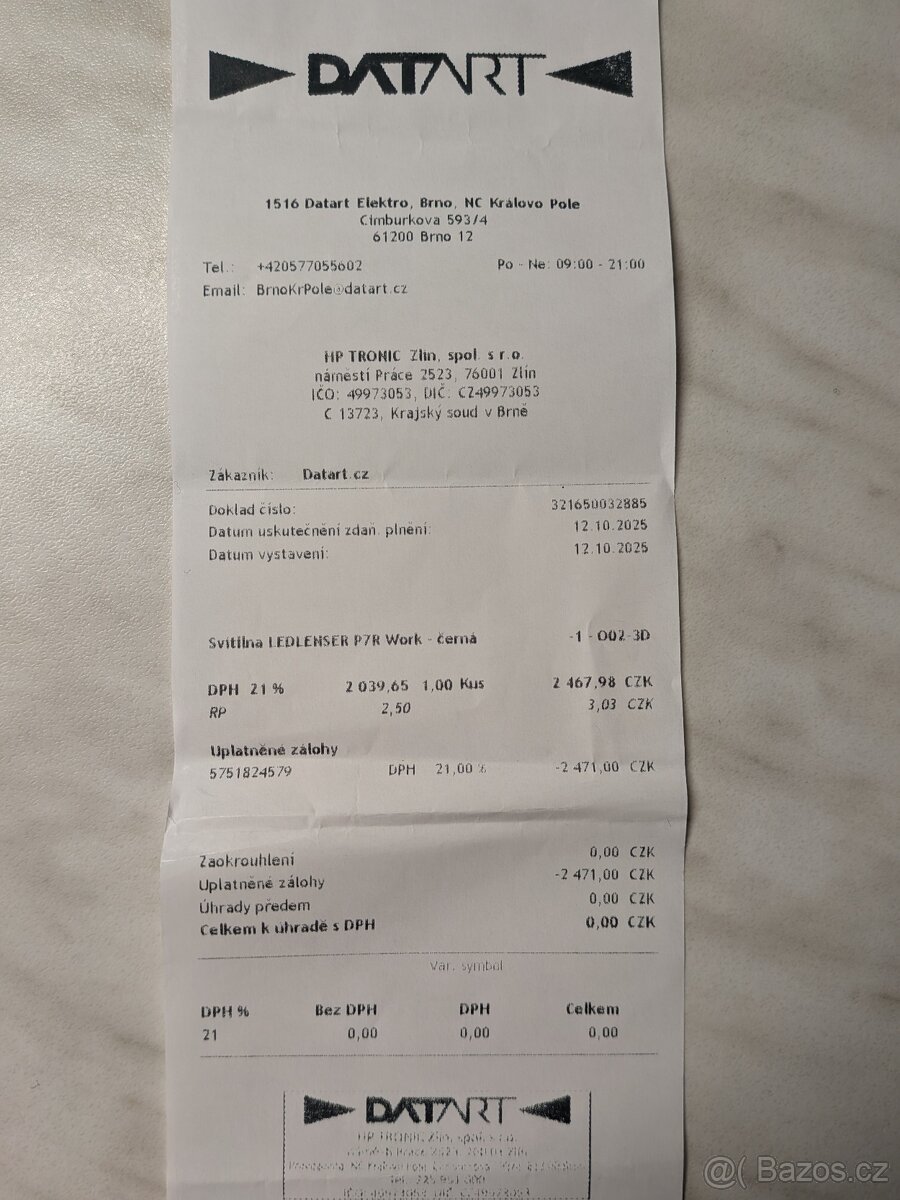 DATART
1516 Datart Elektro, Brno, NC Královo Pole
Cimburkova 593/4
61200 Brno 12
Tel.: +420577055602 Po - Ne: 09:00 - 21:00
Email: BrnoKrPole@datart.cz
HP TRONIC Zlín, spol. s r.o.
náměstí Práce 2523, 76001 Zlín
IČO: 49973053, DIČ: CZ49973053
C 13723, Krajský soud v Brně
Zákazník: Datart.cz
Doklad číslo: 321650032885
Datum uskutečnění zdaň. plnění: 12.10.2025
Datum vystavení: 12.10.2025
Svítilna LEDLENSER P7R Work - černá -1 - O02-3D
DPH 21 % 2 039,65 1,00 Kus 2 467,98 CZK
RP 2,50 3,03 CZK
Uplatněné zálohy
5751824579 DPH 21,00 % -2 471,00 CZK
Zaokrouhlení 0,00 CZK
Uplatněné zálohy -2 471,00 CZK
Úhrady předem 0,00 CZK
Celkem k úhradě s DPH 0,00 CZK
Var. symbol
DPH % Bez DPH DPH Celkem
21 0,00 0,00 0,00
DATART
HP TRONIC Zlín, spol. s r.o.
@( Bazos.cz